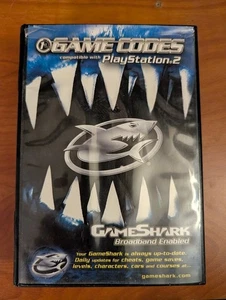 GAME CODES
compatible with PlayStation.2
GAMESHARK
Broadband Enabled
Your GameShark is always up-to-date.
Daily updates for cheats, game saves,
levels, characters, cars and courses at...
gameshark.com